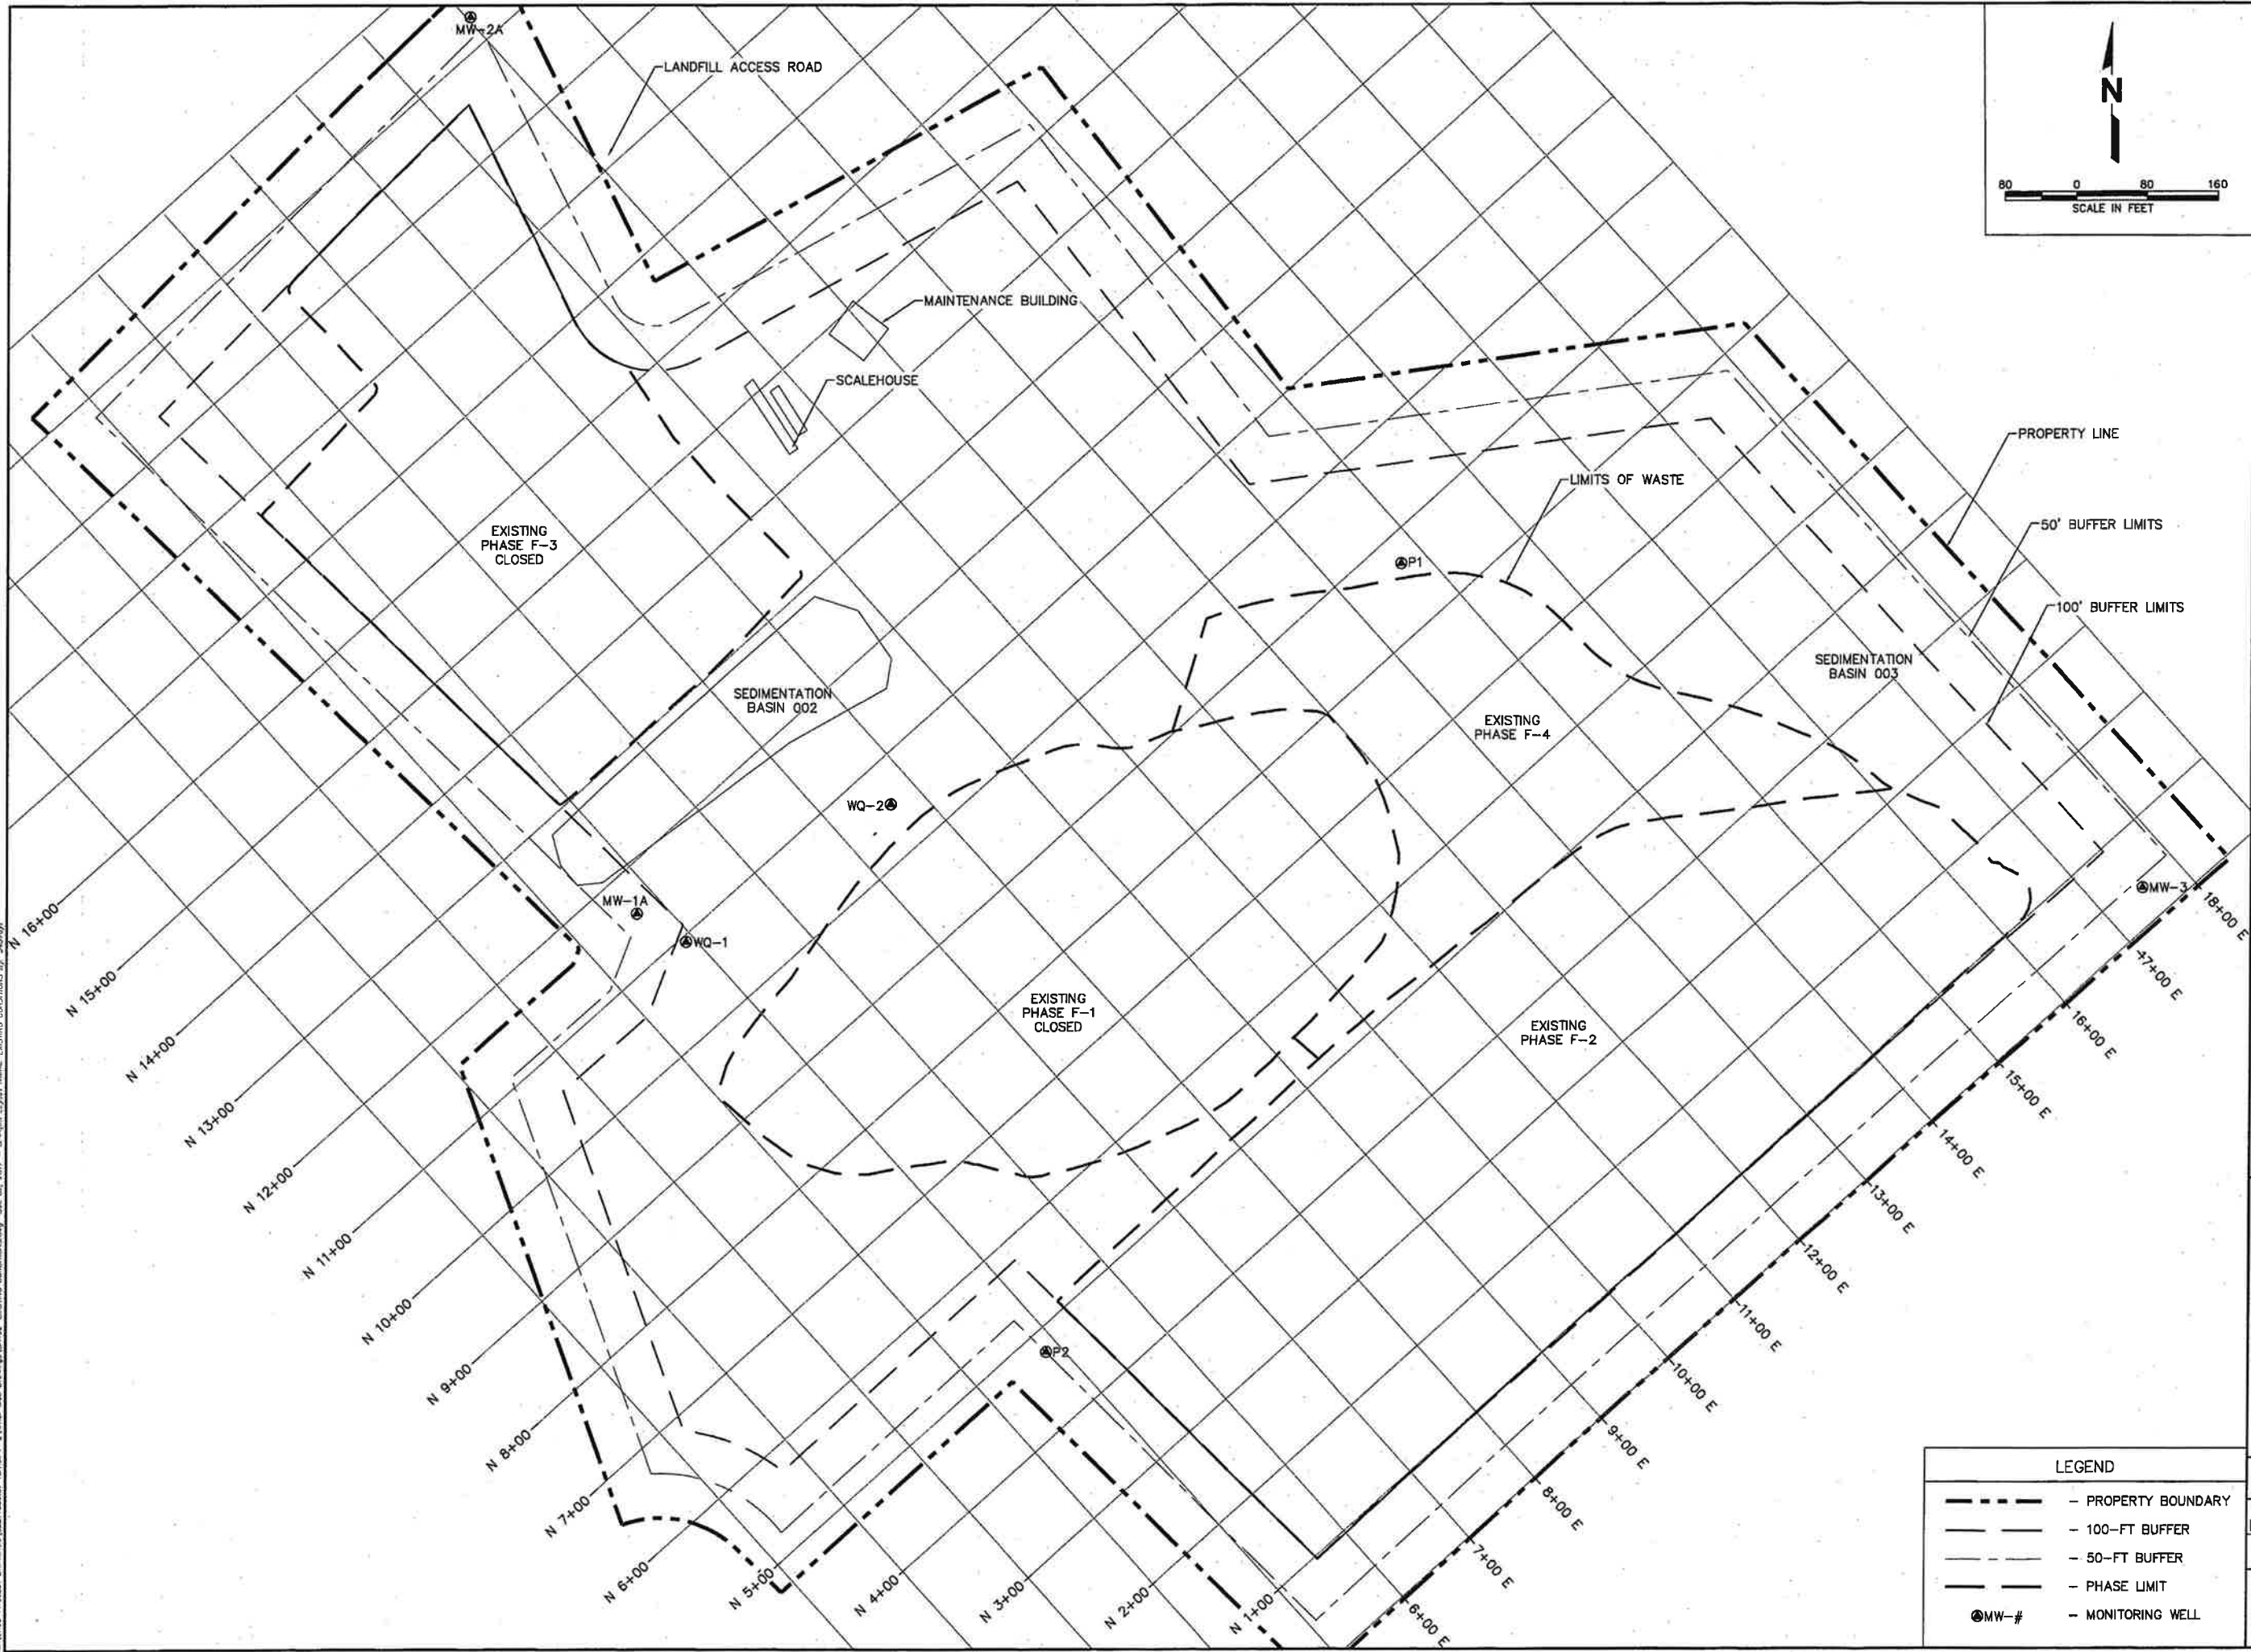 MW-2A
LANDFILL ACCESS ROAD
N
80 0 80 160
SCALE IN FEET
MAINTENANCE BUILDING
SCALEHOUSE
PROPERTY LINE
LIMITS OF WASTE
50' BUFFER LIMITS
EXISTING
PHASE F-3
CLOSED
P1
100' BUFFER LIMITS
SEDIMENTATION
BASIN 003
SEDIMENTATION
BASIN 002
EXISTING
PHASE F-4
WQ-2
MW-3
MW-1A
WQ-1
EXISTING
PHASE F-1
CLOSED
EXISTING
PHASE F-2
P2
N 16+00
N 15+00
N 14+00
N 13+00
N 12+00
N 11+00
N 10+00
N 9+00
N 8+00
N 7+00
N 6+00
N 5+00
N 4+00
N 3+00
N 2+00
N 1+00
18+00 E
17+00 E
16+00 E
15+00 E
14+00 E
13+00 E
12+00 E
11+00 E
10+00 E
9+00 E
8+00 E
7+00 E
6+00 E
LEGEND
- PROPERTY BOUNDARY
- 100-FT BUFFER
- 50-FT BUFFER
- PHASE LIMIT
MW-# - MONITORING WELL